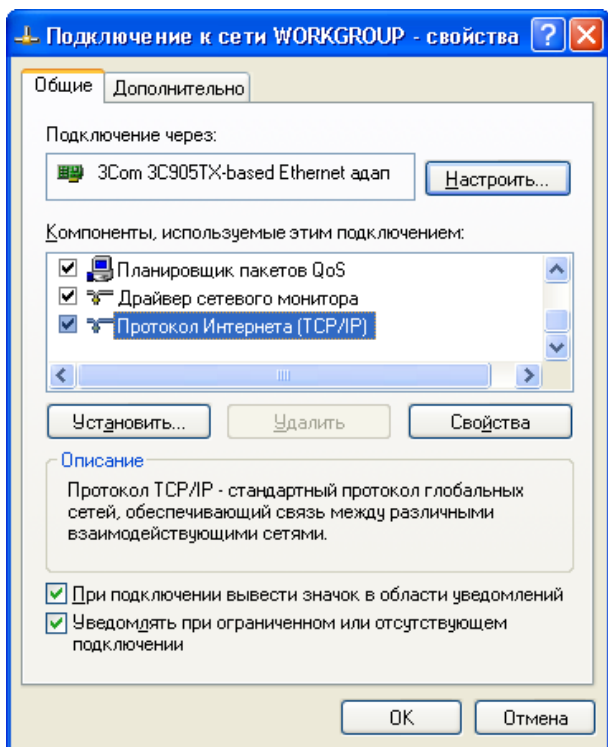 Подключение к сети WORKGROUP - свойства
Общие
Дополнительно
Подключение через:
3Com 3C905TX-based Ethernet адап
Настроить...
Компоненты, используемые этим подключением:
Планировщик пакетов QoS
Драйвер сетевого монитора
Протокол Интернета (TCP/IP)
Установить...
Удалить
Свойства
Описание
Протокол TCP/IP - стандартный протокол глобальных
сетей, обеспечивающий связь между различными
взаимодействующими сетями.
При подключении вывести значок в области уведомлений
Уведомлять при ограниченном или отсутствующем
подключении
OK
Отмена